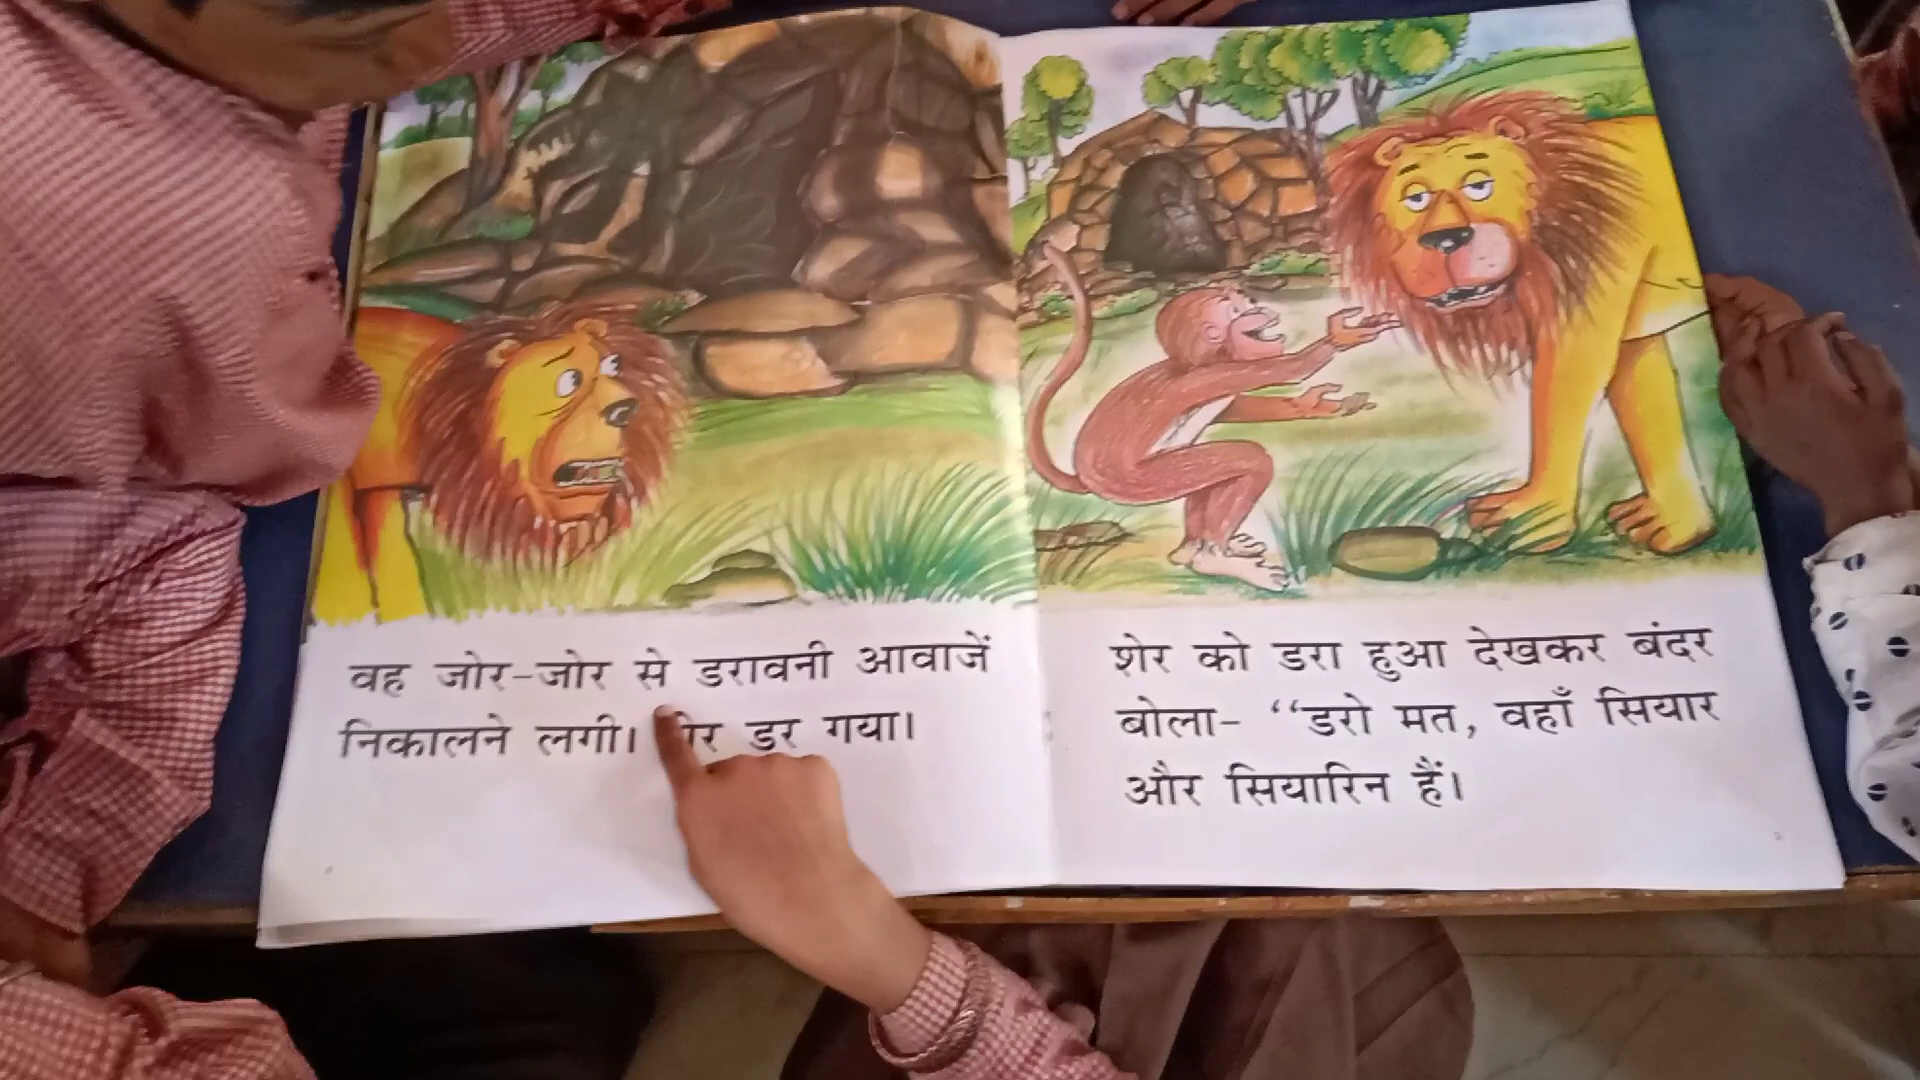 वह जोर-जोर से डरावनी आवाजें
निकालने लगी। डर गया।
शेर को डरा हुआ देखकर बंदर
बोला- “डरो मत, वहाँ सियार
और सियारिन हैं।